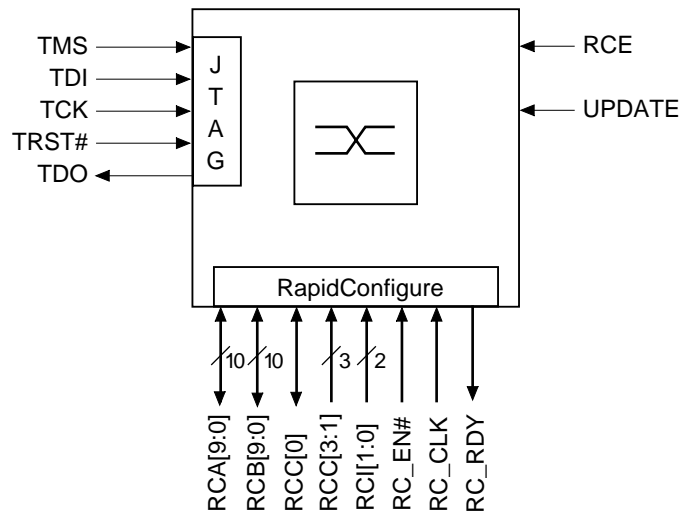 TMS
TDI
TCK
TRST#
TDO
J
T
A
G
RCE
UPDATE
RapidConfigure
10
10
3
2
RCA[9:0]
RCB[9:0]
RCC[0]
RCC[3:1]
RCI[1:0]
RC_EN#
RC_CLK
RC_RDY